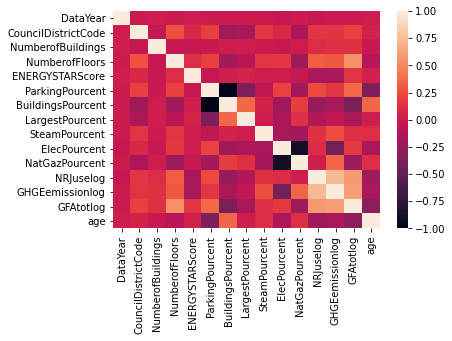 DataYear
CouncilDistrictCode
NumberofBuildings
NumberofFloors
ENERGYSTARScore
ParkingPourcent
BuildingsPourcent
LargestPourcent
SteamPourcent
ElecPourcent
NatGazPourcent
NRJuselog
GHGEemissionlog
GFAtotlog
age
DataYear
CouncilDistrictCode
NumberofBuildings
NumberofFloors
ENERGYSTARScore
ParkingPourcent
BuildingsPourcent
LargestPourcent
SteamPourcent
ElecPourcent
NatGazPourcent
NRJuselog
GHGEemissionlog
GFAtotlog
age
1.00
0.75
0.50
0.25
0.00
−0.25
−0.50
−0.75
−1.00